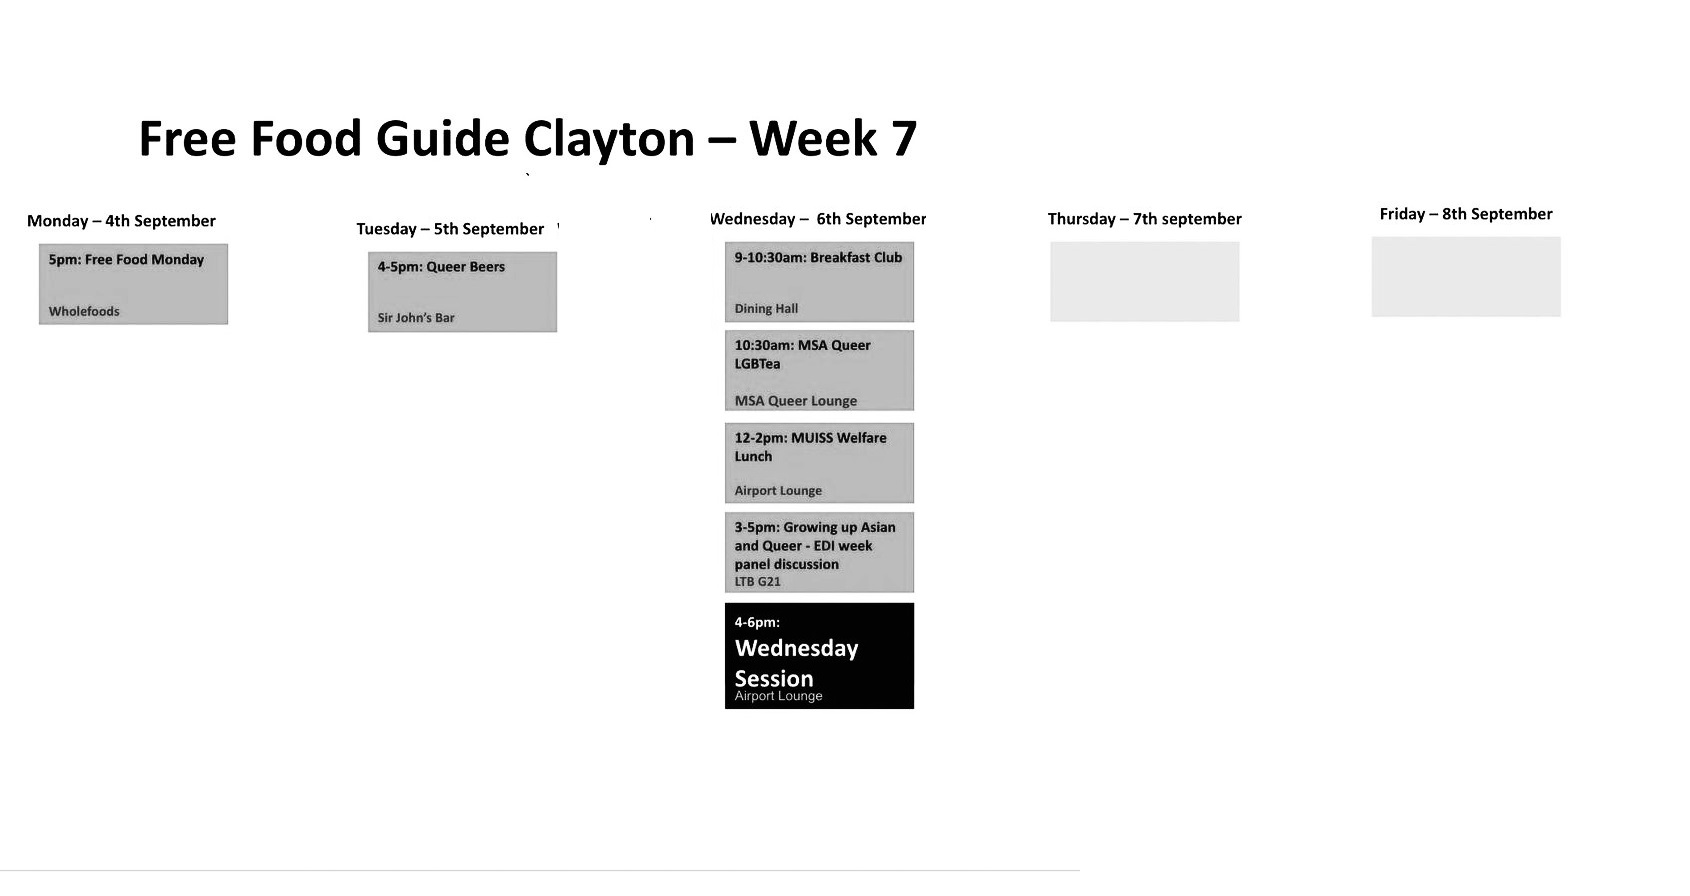 Free Food Guide Clayton – Week 7
Monday – 4th September
5pm: Free Food Monday
Wholefoods
Tuesday – 5th September
4-5pm: Queer Beers
Sir John's Bar
Wednesday – 6th September
9-10:30am: Breakfast Club
Dining Hall
10:30am: MSA Queer
LGBTea
MSA Queer Lounge
12-2pm: MUISS Welfare
Lunch
Airport Lounge
3-5pm: Growing up Asian
and Queer - EDI week
panel discussion
LTB G21
4-6pm:
Wednesday
Session
Airport Lounge
Thursday – 7th september
Friday – 8th September